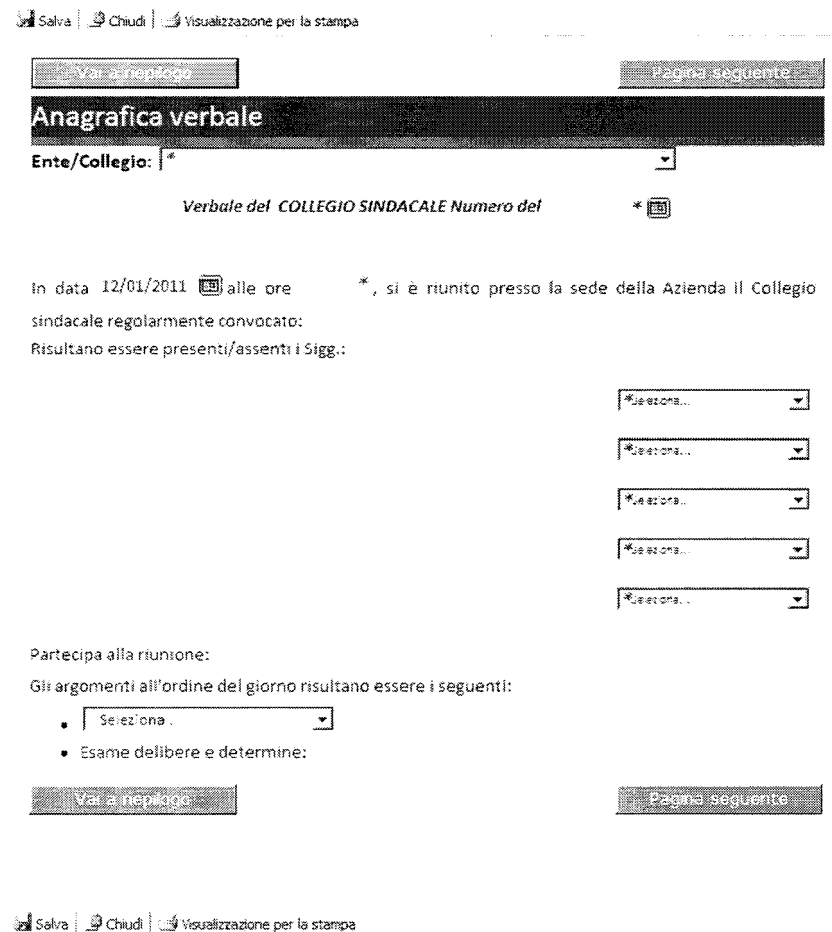 Salva Chiudi Visualizzazione per la stampa
Vai a riepilogo Pagina seguente
Anagrafica verbale
Ente/Collegio: *
Verbale del COLLEGIO SINDACALE Numero del *
In data 12/01/2011 alle ore *, si è riunito presso la sede della Azienda il Collegio
sindacale regolarmente convocato:
Risultano essere presenti/assenti i Sigg.:
*Seleziona...
*Seleziona...
*Seleziona...
*Seleziona...
*Seleziona...
Partecipa alla riunione:
Gli argomenti all'ordine del giorno risultano essere i seguenti:
• Seleziona...
• Esame delibere e determine:
Vai a riepilogo Pagina seguente
Salva Chiudi Visualizzazione per la stampa